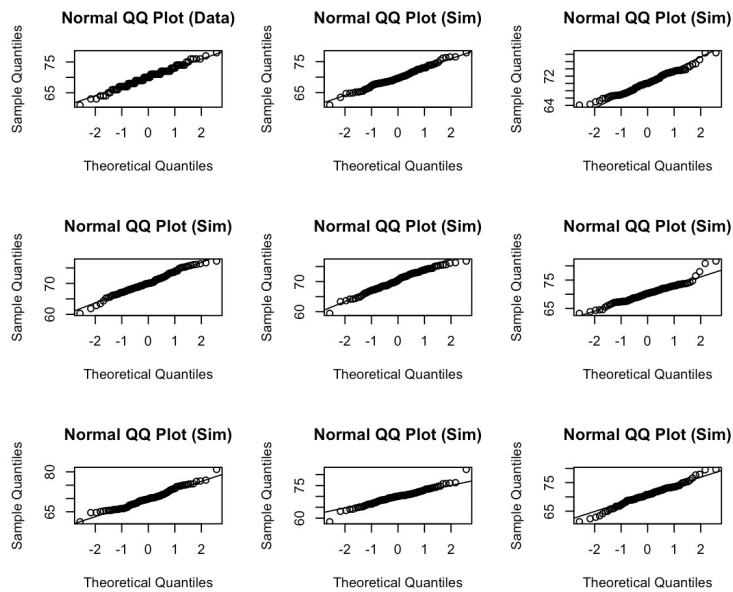 Normal QQ Plot (Data) Normal QQ Plot (Sim) Normal QQ Plot (Sim)
Sample Quantiles Sample Quantiles Sample Quantiles
75 75 72
65 65 64
-2 -1 0 1 2 -2 -1 0 1 2 -2 -1 0 1 2
Theoretical Quantiles Theoretical Quantiles Theoretical Quantiles
Normal QQ Plot (Sim) Normal QQ Plot (Sim) Normal QQ Plot (Sim)
Sample Quantiles Sample Quantiles Sample Quantiles
70 70 75
60 60 65
-2 -1 0 1 2 -2 -1 0 1 2 -2 -1 0 1 2
Theoretical Quantiles Theoretical Quantiles Theoretical Quantiles
Normal QQ Plot (Sim) Normal QQ Plot (Sim) Normal QQ Plot (Sim)
Sample Quantiles Sample Quantiles Sample Quantiles
80 75 75
65 60 65
-2 -1 0 1 2 -2 -1 0 1 2 -2 -1 0 1 2
Theoretical Quantiles Theoretical Quantiles Theoretical Quantiles